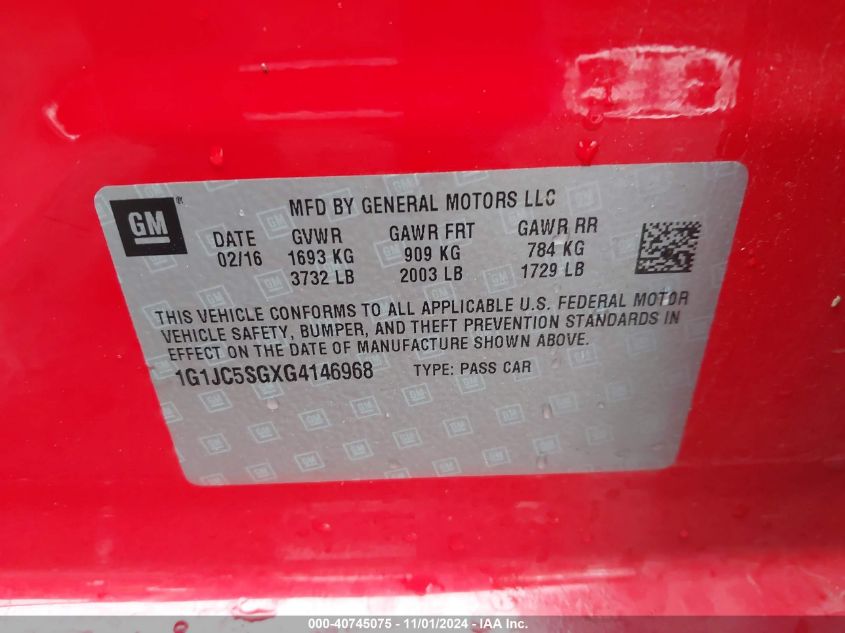 GM ®
MFD BY GENERAL MOTORS LLC
DATE GVWR GAWR FRT GAWR RR
02/16 1693 KG 909 KG 784 KG
3732 LB 2003 LB 1729 LB
THIS VEHICLE CONFORMS TO ALL APPLICABLE U.S. FEDERAL MOTOR
VEHICLE SAFETY, BUMPER, AND THEFT PREVENTION STANDARDS IN
EFFECT ON THE DATE OF MANUFACTURE SHOWN ABOVE.
1G1JC5SGXG4146968 TYPE: PASS CAR
000-40745075 - 11/01/2024 - © IAA Inc.